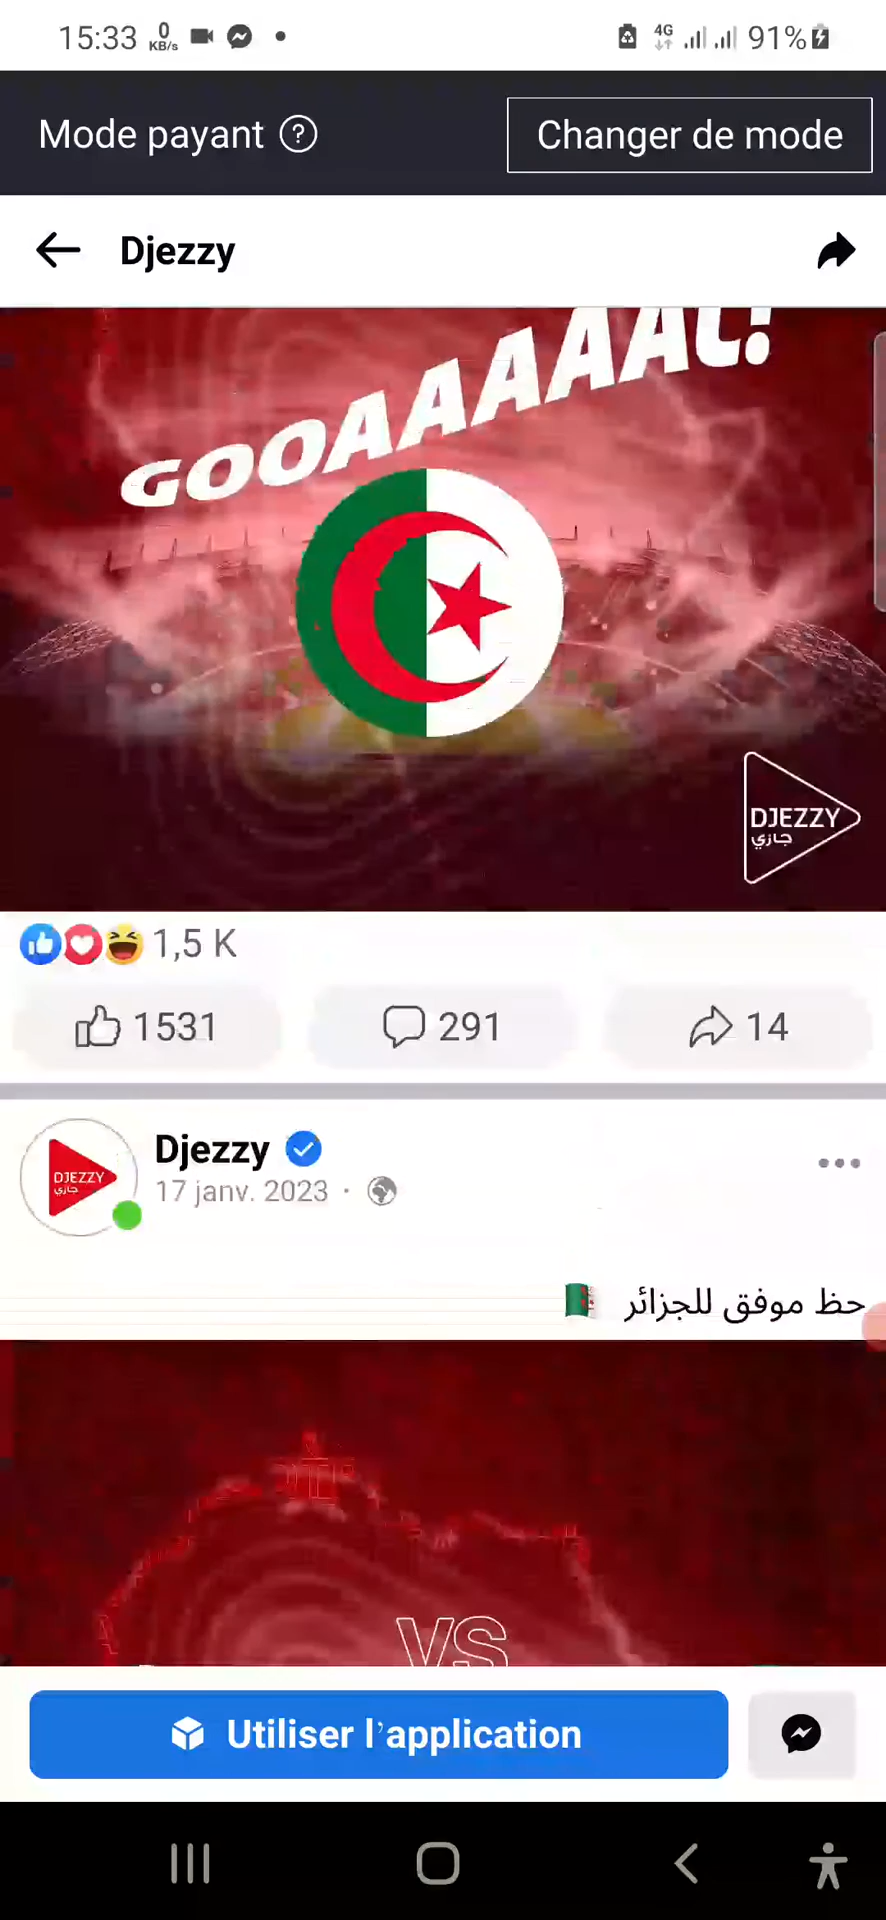 15:33 0 KB/s 4G 91%
Mode payant ? Changer de mode
Djezzy
GOOAAAAAAL!
DJEZZY
جازي
1,5 K
1531 291 14
Djezzy
DJEZZY
جازي
17 janv. 2023 ·
حظ موفق للجزائر
VS
Utiliser l'application